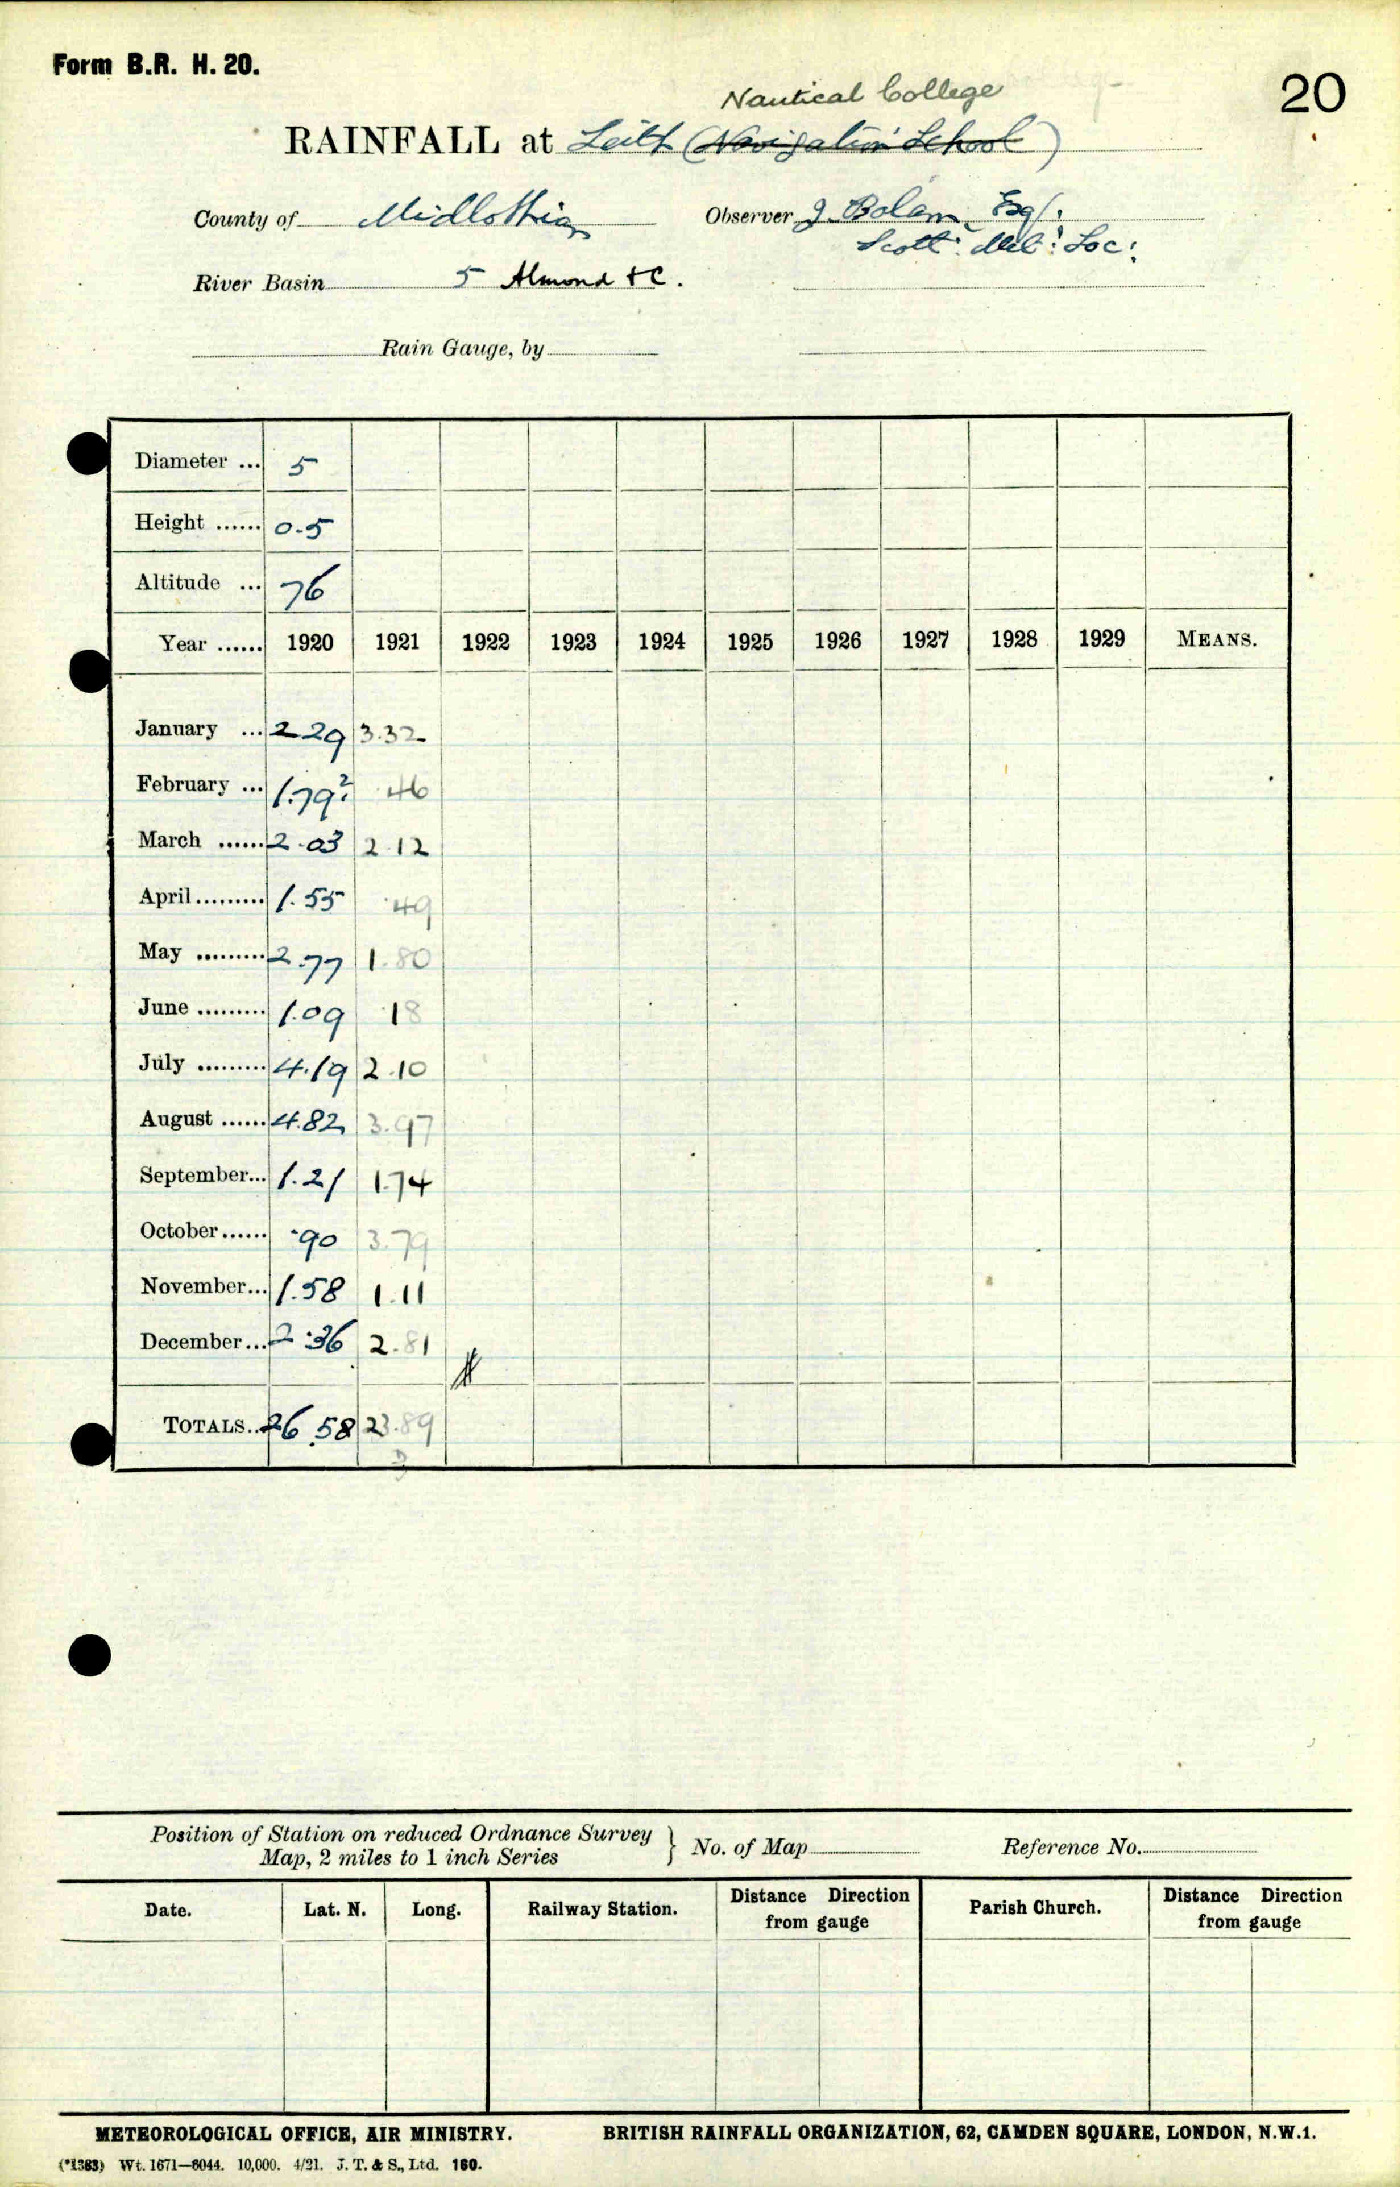 Form B.R. H. 20.
20
Nautical College
RAINFALL at Leith (Navigation School)
County of Midlothian Observer J. Bolam Esq.
Scott: Met: Soc:
River Basin 5 Almond &c.
Rain Gauge, by
Diameter ... 5
Height ...... 0.5
Altitude ... 76
Year ...... 1920 1921 1922 1923 1924 1925 1926 1927 1928 1929 MEANS.
January ... 2 29 3.32
February ... 1.79? .46
March ...... 2.03 2.12
April ......... 1.55 .49
May ......... 2.77 1.80
June ......... 1.09 18
July ......... 4.19 2.10
August ...... 4.82 3.97
September... 1.21 1.74
October...... .90 3.79
November... 1.58 1.11
December... 2.36 2.81
TOTALS.. 26.58 23.89
3
Position of Station on reduced Ordnance Survey
Map, 2 miles to 1 inch Series } No. of Map Reference No.
Date. Lat. N. Long. Railway Station. Distance Direction from gauge Parish Church. Distance Direction from gauge
METEOROLOGICAL OFFICE, AIR MINISTRY. BRITISH RAINFALL ORGANIZATION, 62, CAMDEN SQUARE, LONDON, N.W.1.
(*1383) Wt. 1671—8044. 10,000. 4/21. J. T. & S., Ltd. 160.